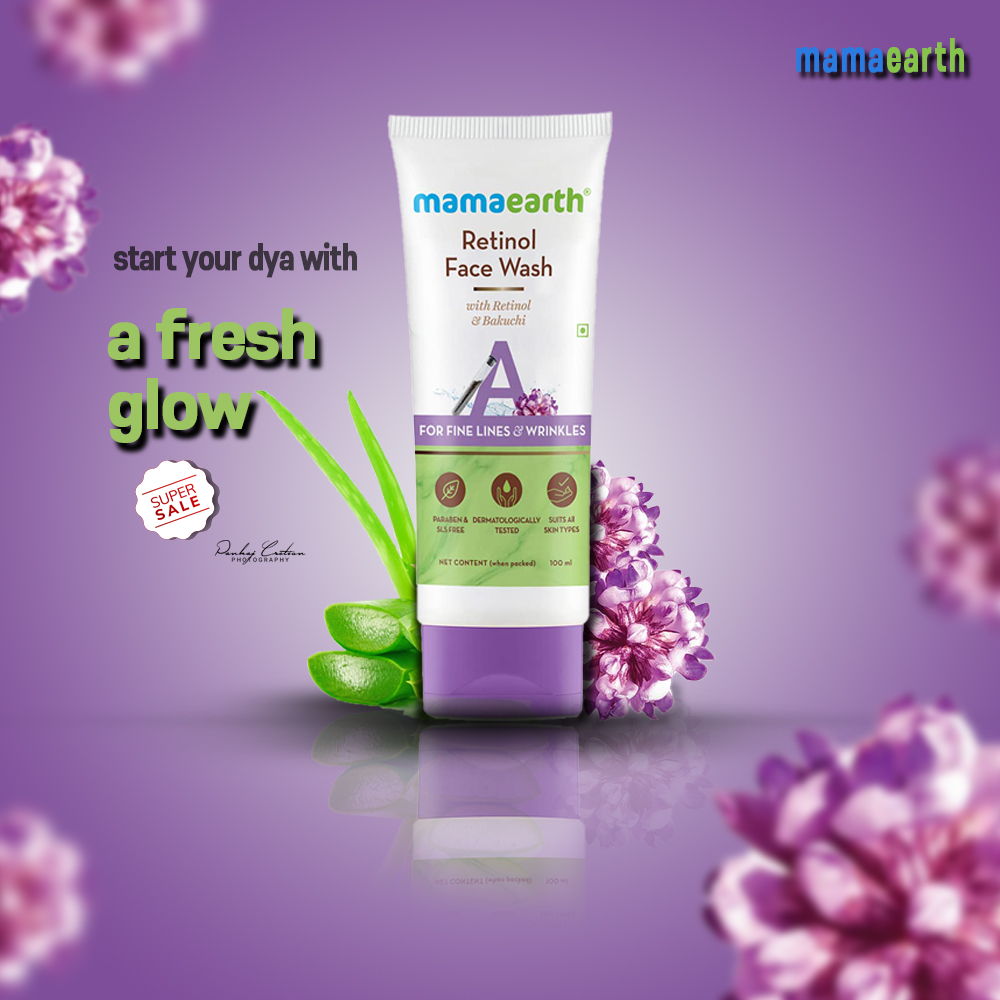 mamaearth
start your dya with
a fresh
glow
SUPER
SALE
PHOTOGRAPHY
mamaearth®
Retinol
Face Wash
with Retinol
& Bakuchi
A
FOR FINE LINES & WRINKLES
PARABEN & SLS FREE
DERMATOLOGICALLY TESTED
SUITS All SKIN TYPES
NET CONTENT (when packed) 100 ml